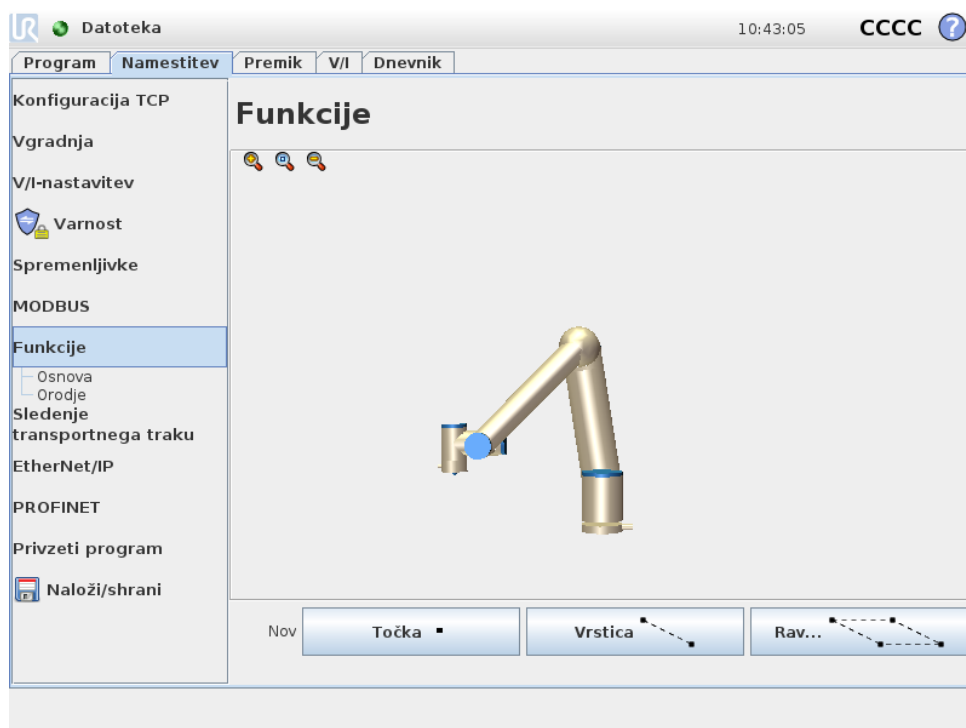 UR Datoteka 10:43:05 CCCC ?
Program Namestitev Premik V/I Dnevnik
Konfiguracija TCP
Vgradnja
V/I-nastavitev
Varnost
Spremenljivke
MODBUS
Funkcije
Osnova
Orodje
Sledenje
transportnega traku
EtherNet/IP
PROFINET
Privzeti program
Naloži/shrani
Funkcije
Nov Točka Vrstica Rav...